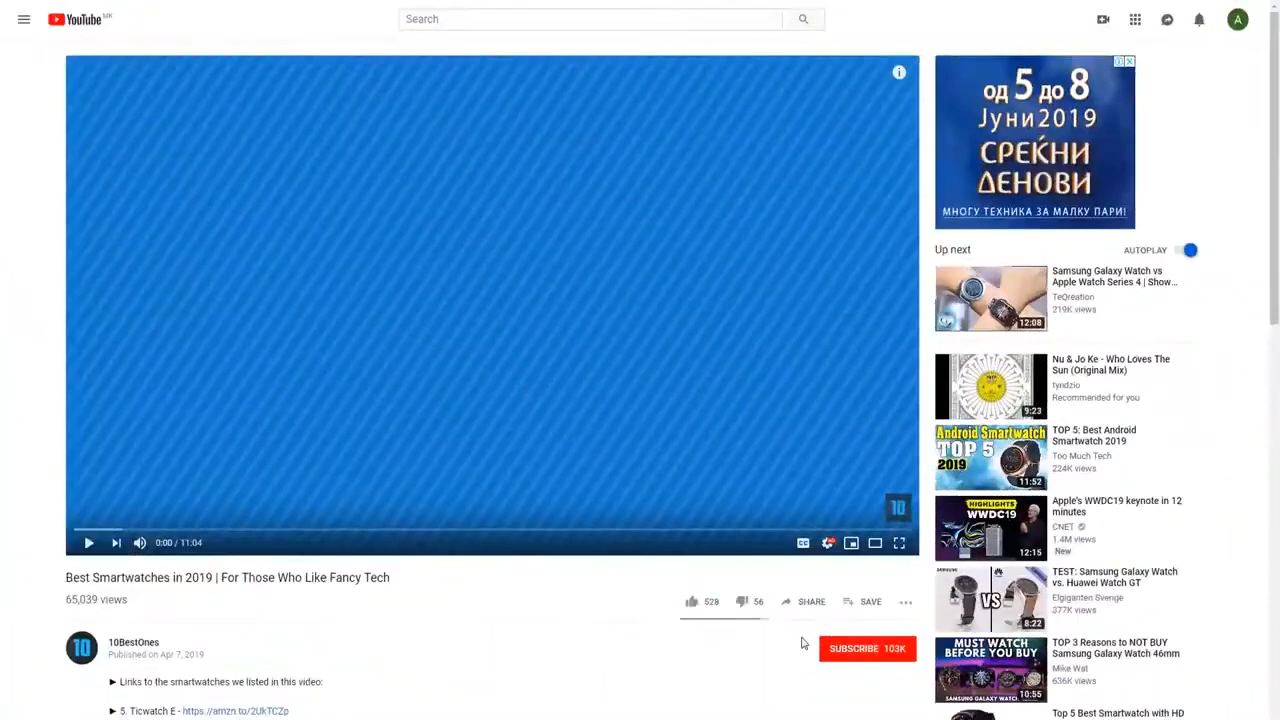 YouTube MK
Search
A
од 5 до 8
Јуни 2019
СРЕЌНИ
ДЕНОВИ
МНОГУ ТЕХНИКА ЗА МАЛКУ ПАРИ!
10
0:00 / 11:04
CC
Best Smartwatches in 2019 | For Those Who Like Fancy Tech
65,039 views
528
56
SHARE
SAVE
10
10BestOnes
Published on Apr 7, 2019
SUBSCRIBE 103K
► Links to the smartwatches we listed in this video:
► 5. Ticwatch E - https://amzn.to/2UkTCZp
Up next
AUTOPLAY
12:08
Samsung Galaxy Watch vs
Apple Watch Series 4 | Show...
TeQreation
219K views
9:23
Nu & Jo Ke - Who Loves The
Sun (Original Mix)
tyndzio
Recommended for you
Android Smartwatch
TOP 5
2019
11:52
TOP 5: Best Android
Smartwatch 2019
Too Much Tech
224K views
HIGHLIGHTS
WWDC19
12:15
Apple's WWDC19 keynote in 12
minutes
CNET
1.4M views
New
SAMSUNG
HUAWEI
VS
8:22
TEST: Samsung Galaxy Watch
vs. Huawei Watch GT
Elgiganten Sverige
377K views
MUST WATCH
BEFORE YOU BUY
SAMSUNG GALAXY WATCH
10:55
TOP 3 Reasons to NOT BUY
Samsung Galaxy Watch 46mm
Mike Wat
636K views
Top 5 Best Smartwatch with HD